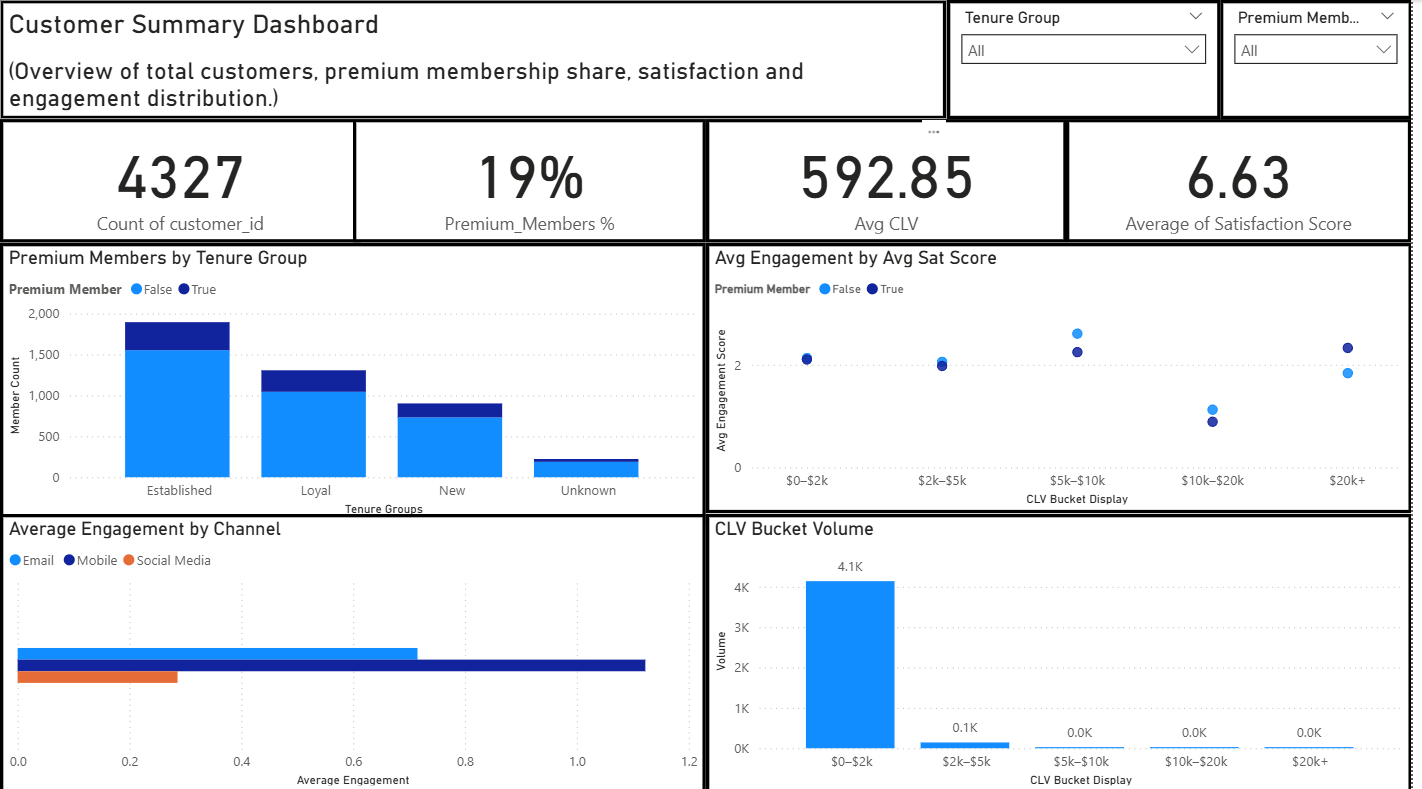 Customer Summary Dashboard
(Overview of total customers, premium membership share, satisfaction and
engagement distribution.)
Tenure Group
All
Premium Memb...
All
4327
Count of customer_id
19%
Premium_Members %
592.85
Avg CLV
6.63
Average of Satisfaction Score
Premium Members by Tenure Group
Premium Member False True
2,000
1,500
1,000
500
0
Member Count
Established Loyal New Unknown
Tenure Groups
Avg Engagement by Avg Sat Score
Premium Member False True
2
0
Avg Engagement Score
$0–$2k $2k–$5k $5k–$10k $10k–$20k $20k+
CLV Bucket Display
Average Engagement by Channel
Email Mobile Social Media
0.0 0.2 0.4 0.6 0.8 1.0 1.2
Average Engagement
CLV Bucket Volume
4K
3K
2K
1K
0K
Volume
4.1K 0.1K 0.0K 0.0K 0.0K
$0–$2k $2k–$5k $5k–$10k $10k–$20k $20k+
CLV Bucket Display